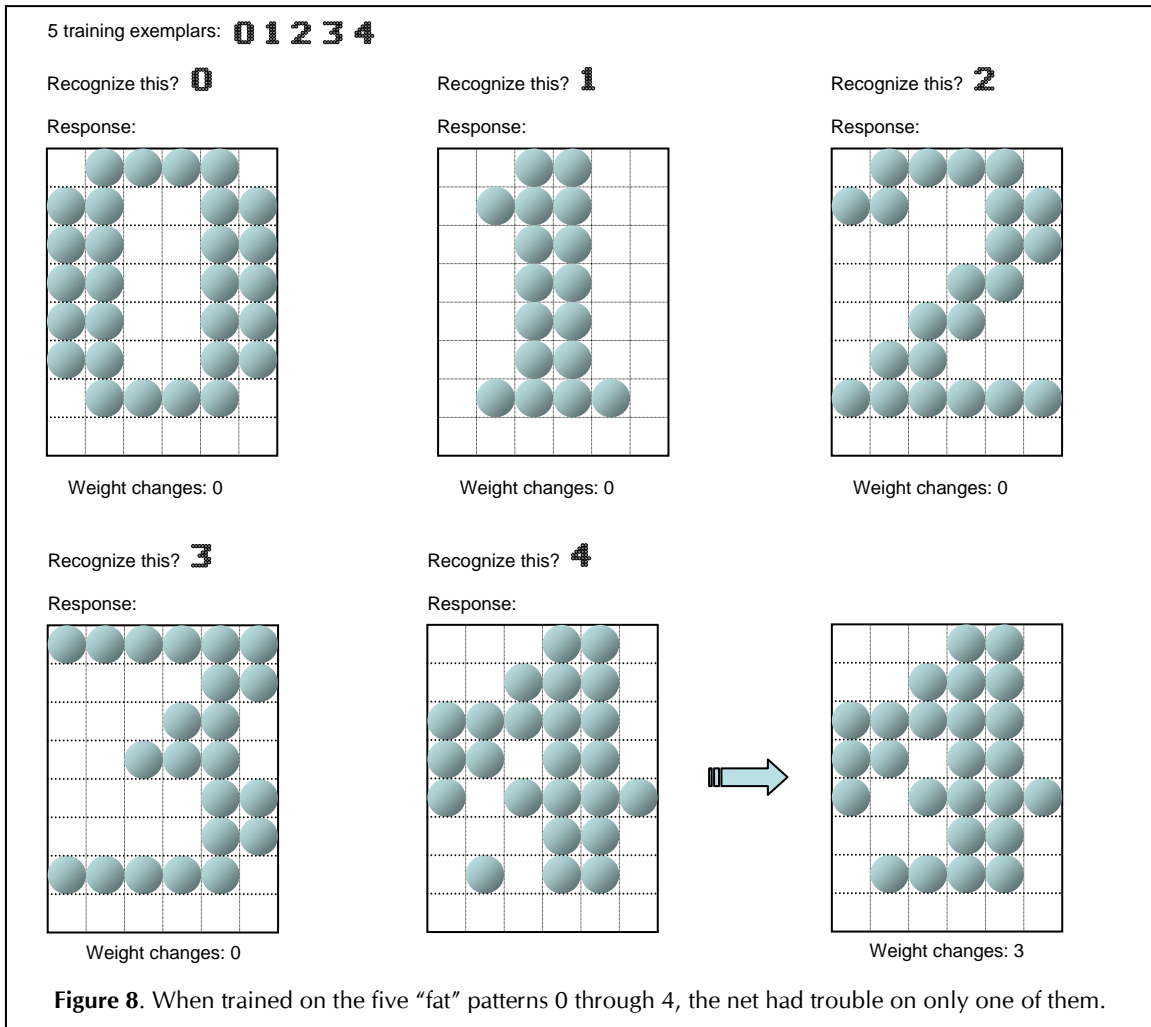 5 training exemplars: 0 1 2 3 4
Recognize this? 0
Recognize this? 1
Recognize this? 2
Response:
Response:
Response:
Weight changes: 0
Weight changes: 0
Weight changes: 0
Recognize this? 3
Recognize this? 4
Response:
Response:
Weight changes: 0
Weight changes: 3
Figure 8. When trained on the five “fat” patterns 0 through 4, the net had trouble on only one of them.